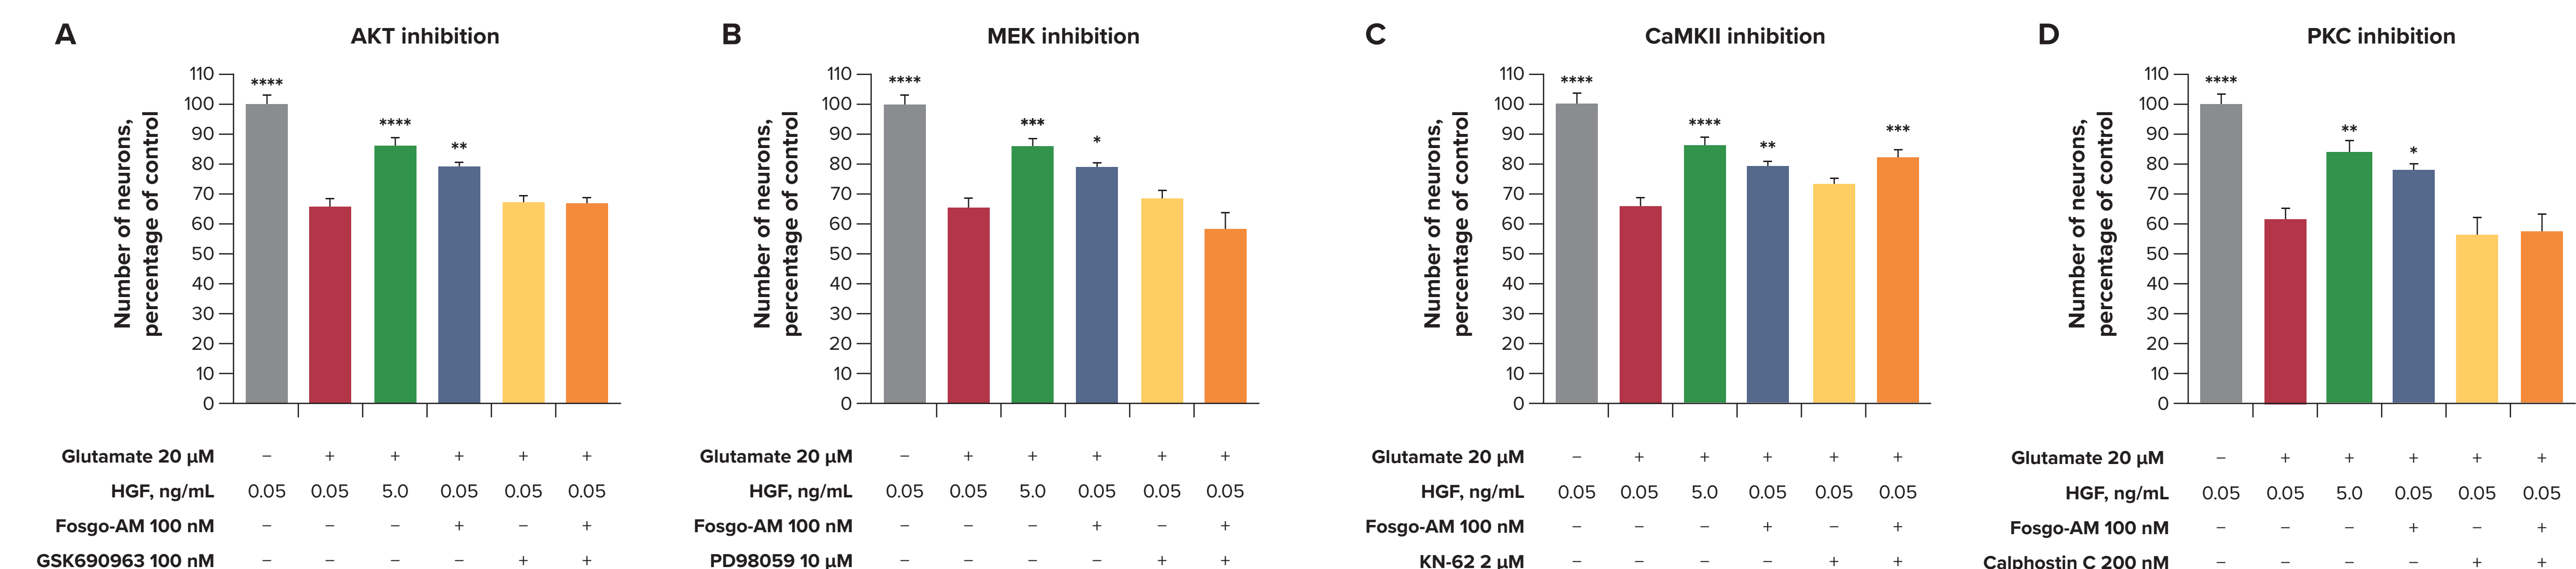 A
AKT inhibition
Number of neurons,
percentage of control
110
100
90
80
70
60
50
40
30
20
10
0
****
****
**
Glutamate 20 µM − + + + + +
HGF, ng/mL 0.05 0.05 5.0 0.05 0.05 0.05
Fosgo-AM 100 nM − − − + − +
GSK690963 100 nM − − − − + +
B
MEK inhibition
Number of neurons,
percentage of control
110
100
90
80
70
60
50
40
30
20
10
0
****
***
*
Glutamate 20 µM − + + + + +
HGF, ng/mL 0.05 0.05 5.0 0.05 0.05 0.05
Fosgo-AM 100 nM − − − + − +
PD98059 10 µM − − − − + +
C
CaMKII inhibition
Number of neurons,
percentage of control
110
100
90
80
70
60
50
40
30
20
10
0
****
****
**
***
Glutamate 20 µM − + + + + +
HGF, ng/mL 0.05 0.05 5.0 0.05 0.05 0.05
Fosgo-AM 100 nM − − − + − +
KN-62 2 µM − − − − + +
D
PKC inhibition
Number of neurons,
percentage of control
110
100
90
80
70
60
50
40
30
20
10
0
****
**
*
Glutamate 20 µM − + + + + +
HGF, ng/mL 0.05 0.05 5.0 0.05 0.05 0.05
Fosgo-AM 100 nM − − − + − +
Calphostin C 200 nM − − − − + +